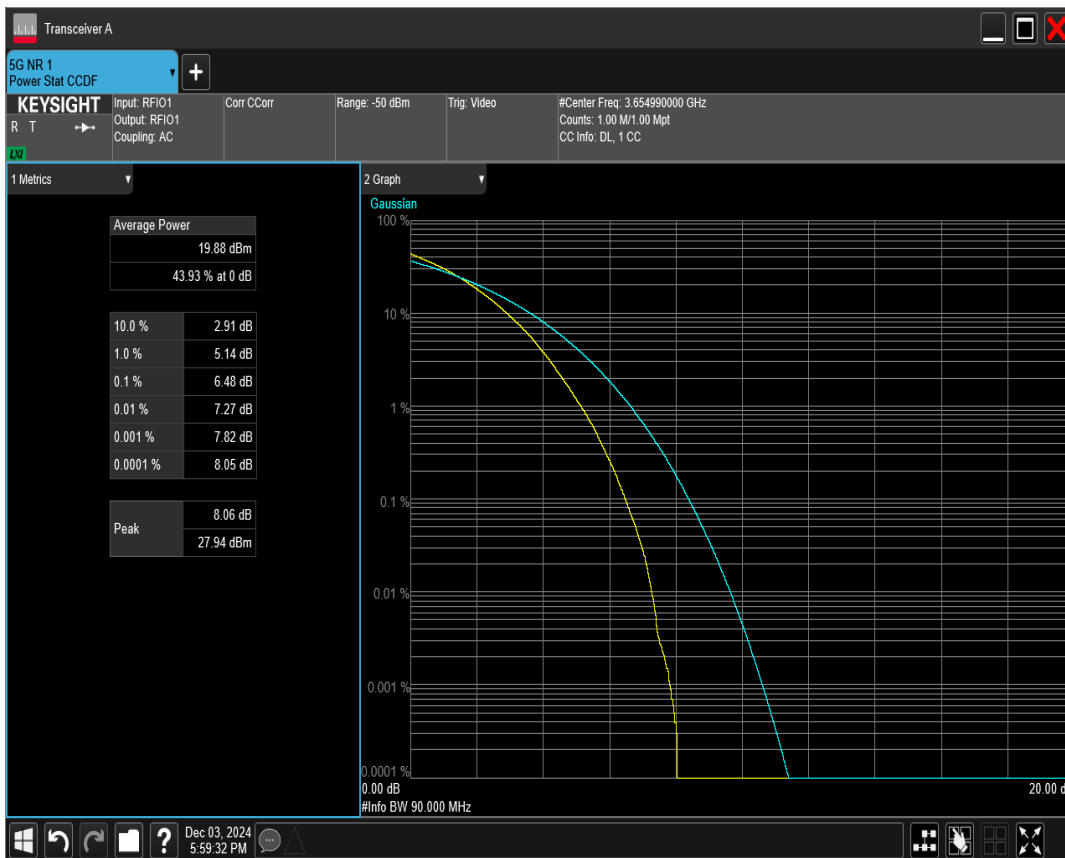 Transceiver A
5G NR 1
Power Stat CCDF
KEYSIGHT
R T
LXI
Input: RFIO1
Output: RFIO1
Coupling: AC
Corr CCorr
Range: -50 dBm
Trig: Video
#Center Freq: 3.654990000 GHz
Counts: 1.00 M/1.00 Mpt
CC Info: DL, 1 CC
1 Metrics
Average Power
19.88 dBm
43.93 % at 0 dB
10.0 % 2.91 dB
1.0 % 5.14 dB
0.1 % 6.48 dB
0.01 % 7.27 dB
0.001 % 7.82 dB
0.0001 % 8.05 dB
Peak
8.06 dB
27.94 dBm
2 Graph
Gaussian
100 %
10 %
1 %
0.1 %
0.01 %
0.001 %
0.0001 %
0.00 dB
20.00 d
#Info BW 90.000 MHz
?
Dec 03, 2024
5:59:32 PM